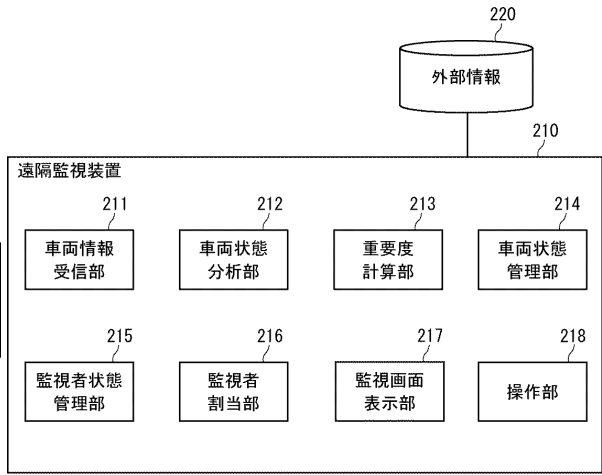 220
外部情報
210
遠隔監視装置
211
212
213
214
車両情報
受信部
車両状態
分析部
重要度
計算部
車両状態
管理部
215
216
217
218
監視者状態
管理部
監視者
割当部
監視画面
表示部
操作部